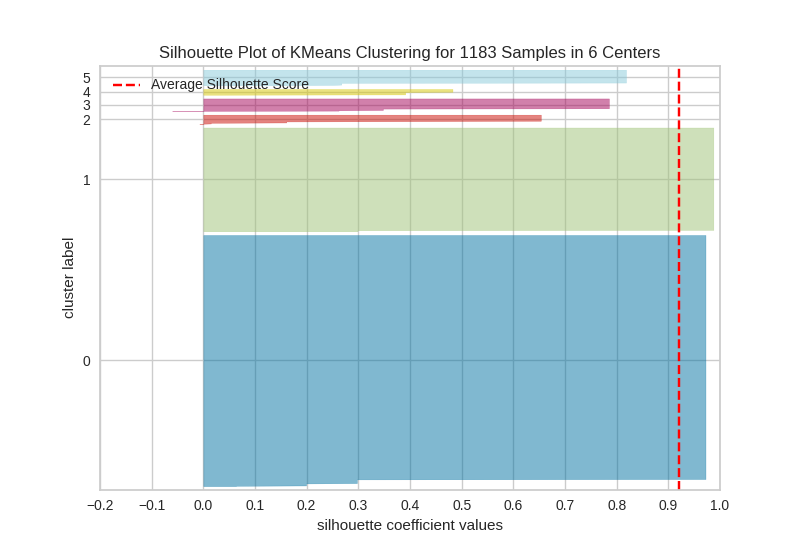 Silhouette Plot of KMeans Clustering for 1183 Samples in 6 Centers
Average Silhouette Score
5
4
3
2
1
0
cluster label
−0.2 −0.1 0.0 0.1 0.2 0.3 0.4 0.5 0.6 0.7 0.8 0.9 1.0
silhouette coefficient values